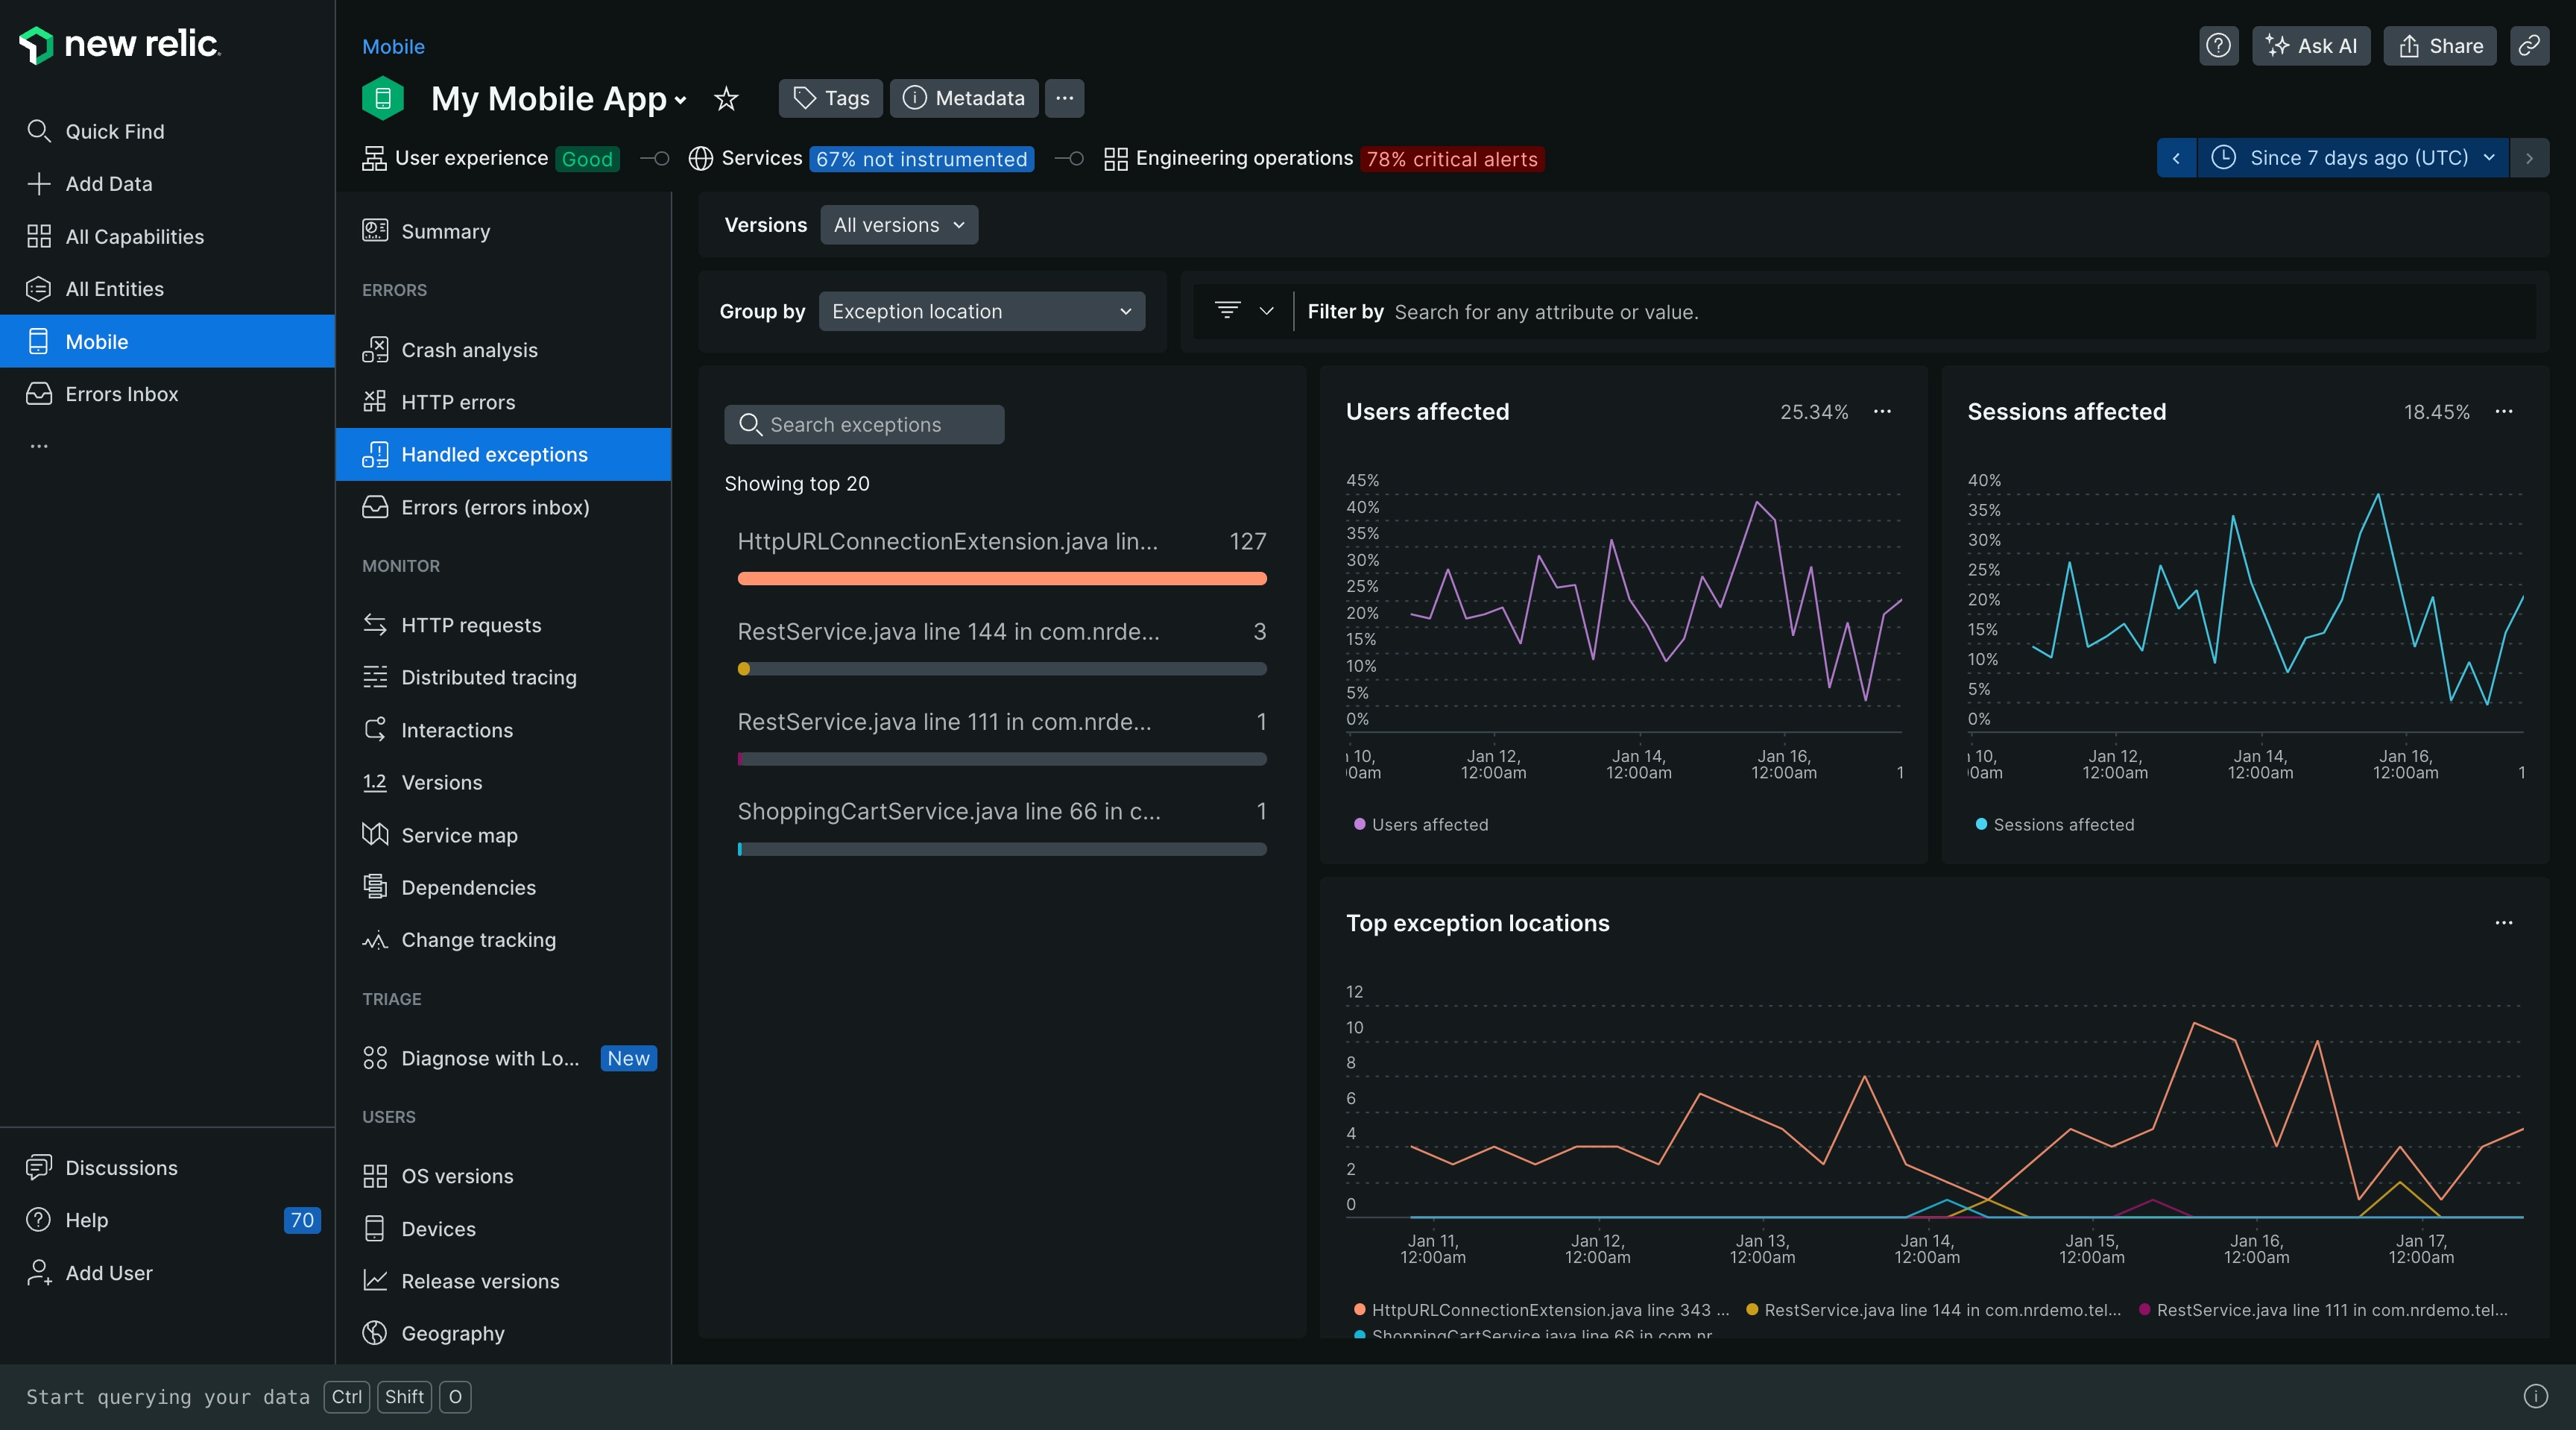 new relic
Quick Find
Add Data
All Capabilities
All Entities
Mobile
Errors Inbox
...
Discussions
Help 70
Add User
Mobile
My Mobile App
Tags
Metadata
...
Ask AI
Share
User experience Good
Services 67% not instrumented
Engineering operations 78% critical alerts
Since 7 days ago (UTC)
Summary
ERRORS
Crash analysis
HTTP errors
Handled exceptions
Errors (errors inbox)
MONITOR
HTTP requests
Distributed tracing
Interactions
1.2 Versions
Service map
Dependencies
Change tracking
TRIAGE
Diagnose with Lo... New
USERS
OS versions
Devices
Release versions
Geography
Versions All versions
Group by Exception location
Filter by Search for any attribute or value.
Search exceptions
Showing top 20
HttpURLConnectionExtension.java lin... 127
RestService.java line 144 in com.nrde... 3
RestService.java line 111 in com.nrde... 1
ShoppingCartService.java line 66 in c... 1
Users affected 25.34% ...
45%
40%
35%
30%
25%
20%
15%
10%
5%
0%
10, Jan 12, Jan 14, Jan 16,
0am 12:00am 12:00am 12:00am 1
Users affected
Sessions affected 18.45% ...
40%
35%
30%
25%
20%
15%
10%
5%
0%
10, Jan 12, Jan 14, Jan 16,
0am 12:00am 12:00am 12:00am 1
Sessions affected
Top exception locations ...
12
10
8
6
4
2
0
Jan 11, Jan 12, Jan 13, Jan 14, Jan 15, Jan 16, Jan 17,
12:00am 12:00am 12:00am 12:00am 12:00am 12:00am 12:00am
HttpURLConnectionExtension.java line 343 ... RestService.java line 144 in com.nrdemo.tel... RestService.java line 111 in com.nrdemo.tel...
ShoppingCartService.java line 66 in com.nr
Start querying your data Ctrl Shift O